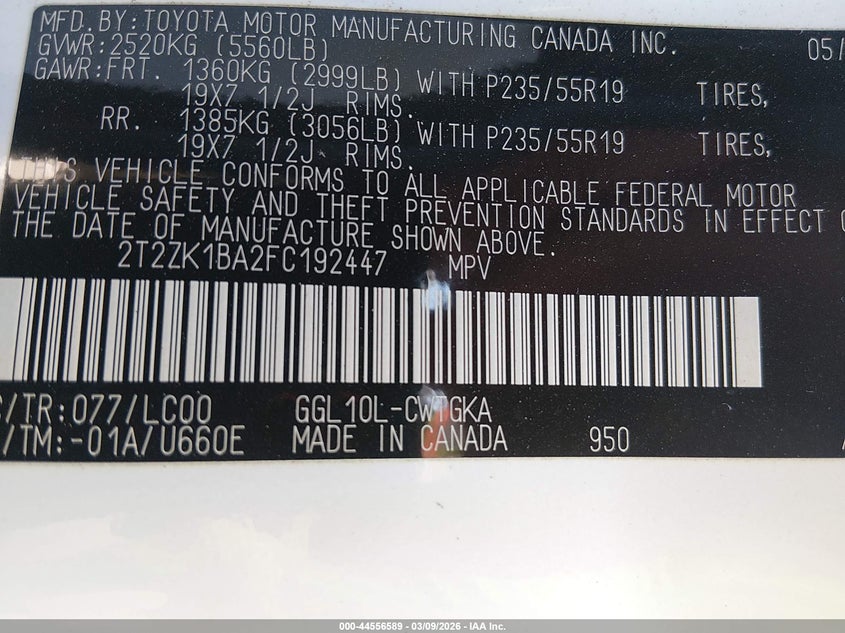 MFD. BY: TOYOTA MOTOR MANUFACTURING CANADA INC. 05/
GVWR: 2520KG (5560LB)
GAWR: FRT. 1360KG (2999LB) WITH P235/55R19 TIRES,
19X7 1/2J RIMS.
RR. 1385KG (3056LB) WITH P235/55R19 TIRES,
19X7 1/2J RIMS.
THIS VEHICLE CONFORMS TO ALL APPLICABLE FEDERAL MOTOR
VEHICLE SAFETY AND THEFT PREVENTION STANDARDS IN EFFECT
THE DATE OF MANUFACTURE SHOWN ABOVE.
2T2ZK1BA2FC192447 MPV
C/TR: 077/LC00 GGL10L-CWTGKA
/TM: -01A/U660E MADE IN CANADA 950
000-44556589 | 03/09/2026 - IAA Inc.